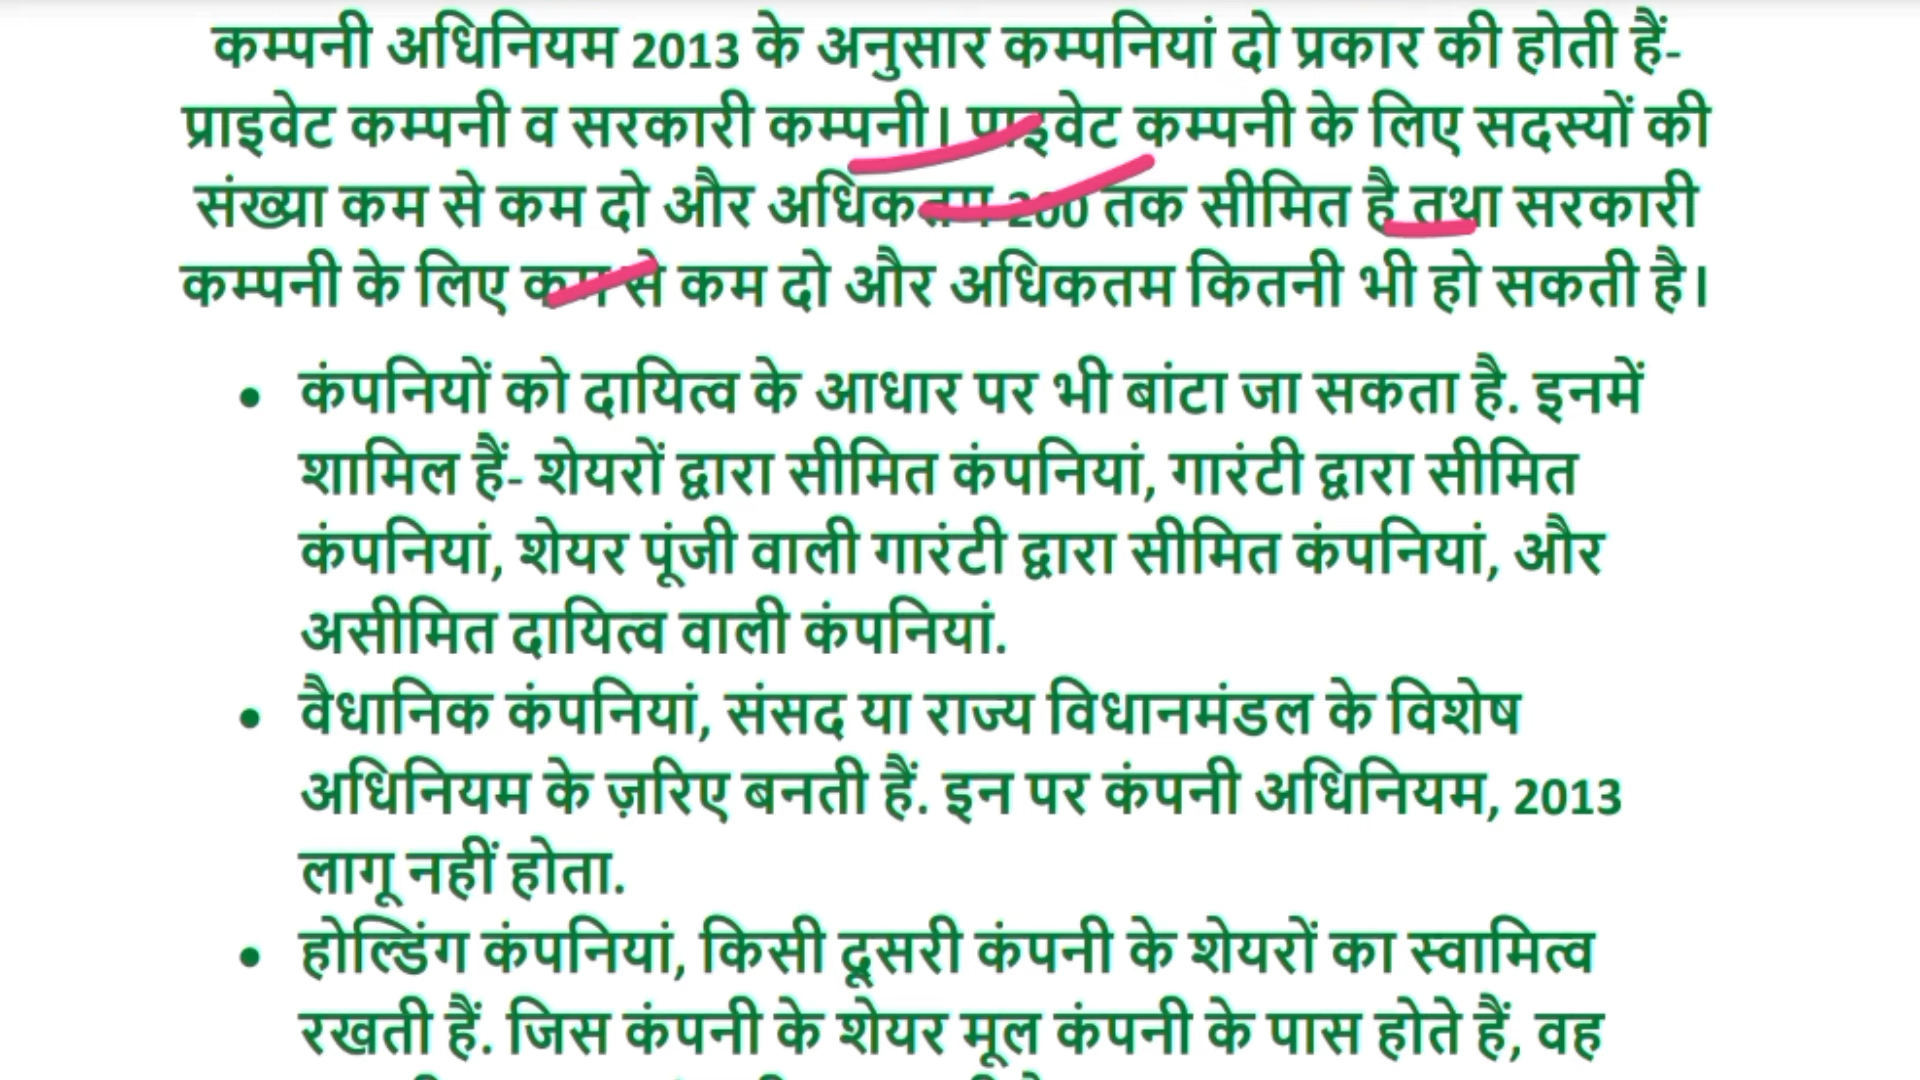 कम्पनी अधिनियम 2013 के अनुसार कम्पनियां दो प्रकार की होती हैं-
प्राइवेट कम्पनी व सरकारी कम्पनी। प्राइवेट कम्पनी के लिए सदस्यों की
संख्या कम से कम दो और अधिकतम 200 तक सीमित है तथा सरकारी
कम्पनी के लिए कम से कम दो और अधिकतम कितनी भी हो सकती है।
• कंपनियों को दायित्व के आधार पर भी बांटा जा सकता है. इनमें
शामिल हैं- शेयरों द्वारा सीमित कंपनियां, गारंटी द्वारा सीमित
कंपनियां, शेयर पूंजी वाली गारंटी द्वारा सीमित कंपनियां, और
असीमित दायित्व वाली कंपनियां.
• वैधानिक कंपनियां, संसद या राज्य विधानमंडल के विशेष
अधिनियम के ज़रिए बनती हैं. इन पर कंपनी अधिनियम, 2013
लागू नहीं होता.
• होल्डिंग कंपनियां, किसी दूसरी कंपनी के शेयरों का स्वामित्व
रखती हैं. जिस कंपनी के शेयर मूल कंपनी के पास होते हैं, वह